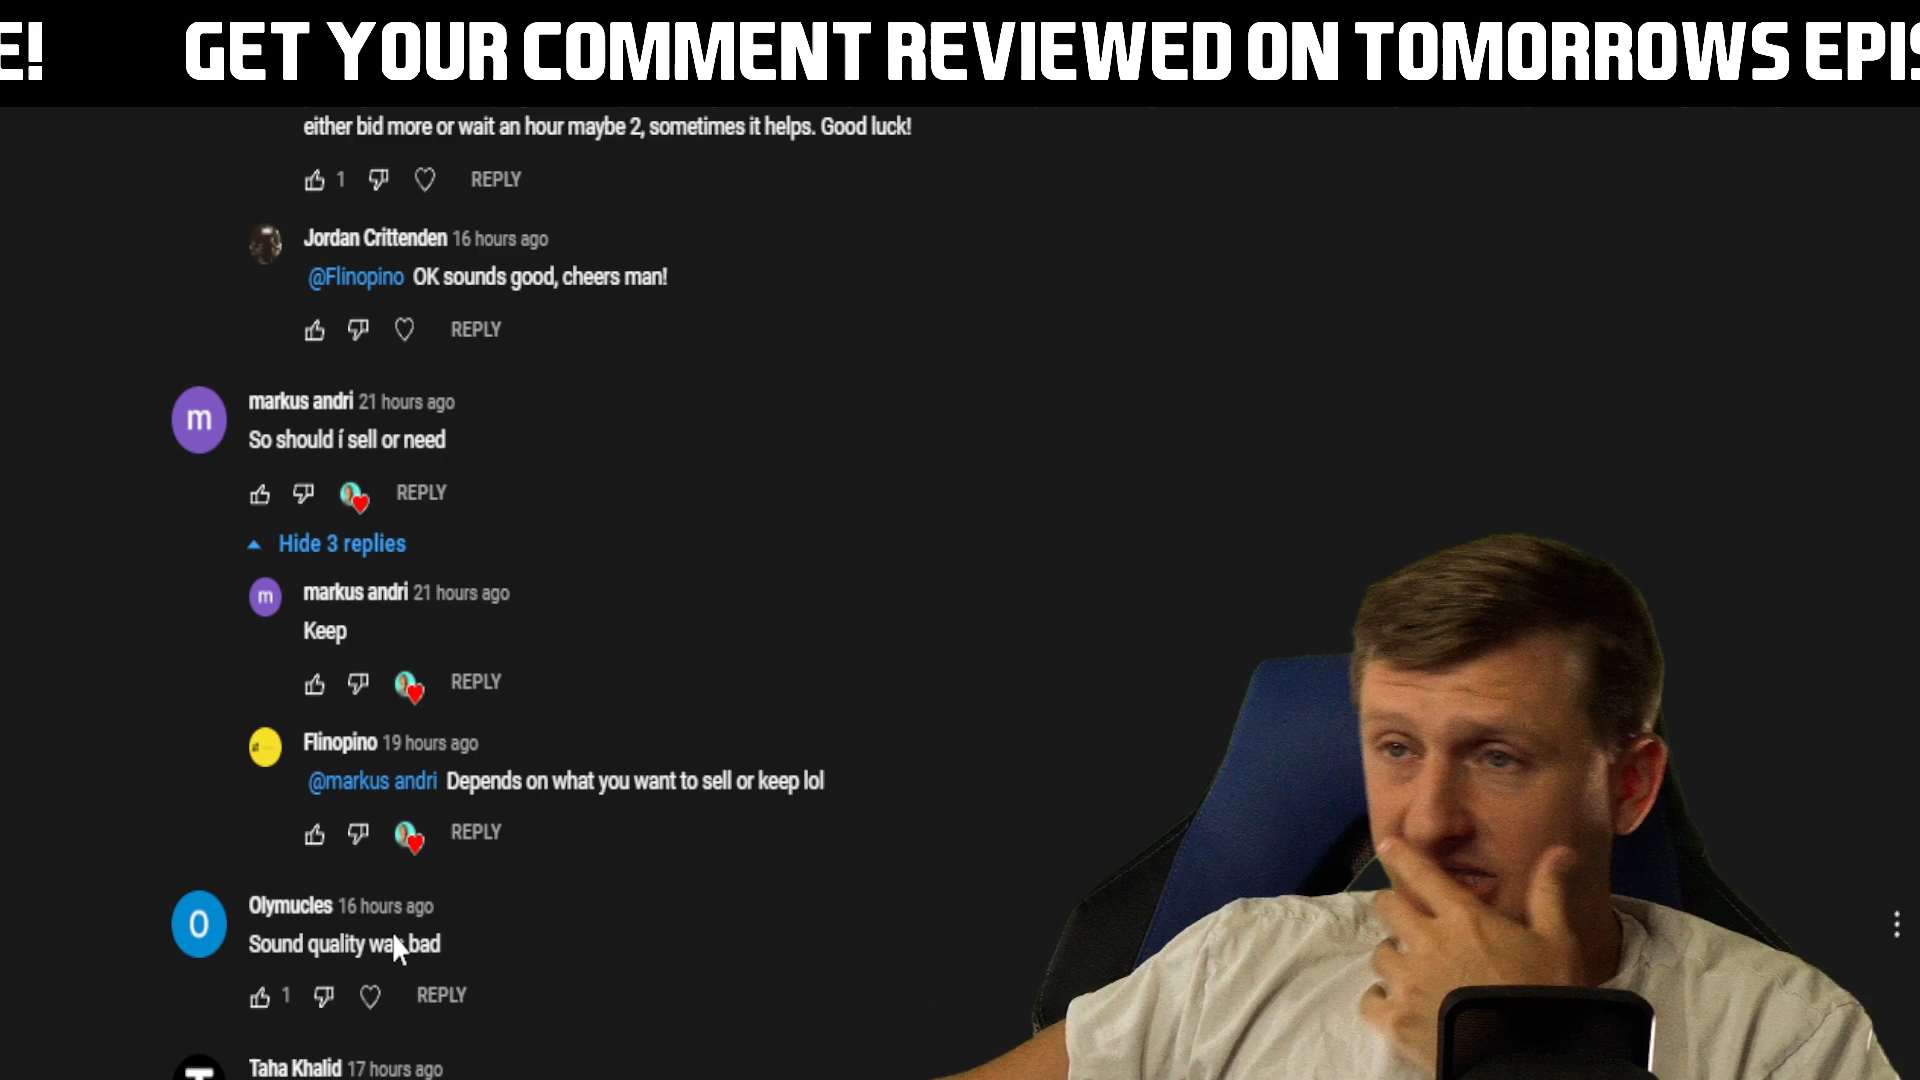 E! GET YOUR COMMENT REVIEWED ON TOMORROWS EPIS
either bid more or wait an hour maybe 2, sometimes it helps. Good luck!
1 REPLY
Jordan Crittenden 16 hours ago
@Flinopino OK sounds good, cheers man!
REPLY
m
markus andri 21 hours ago
So should í sell or need
REPLY
Hide 3 replies
m
markus andri 21 hours ago
Keep
REPLY
Flinopino 19 hours ago
@markus andri Depends on what you want to sell or keep lol
REPLY
O
Olymucles 16 hours ago
Sound quality was bad
1 REPLY
T
Taha Khalid 17 hours ago